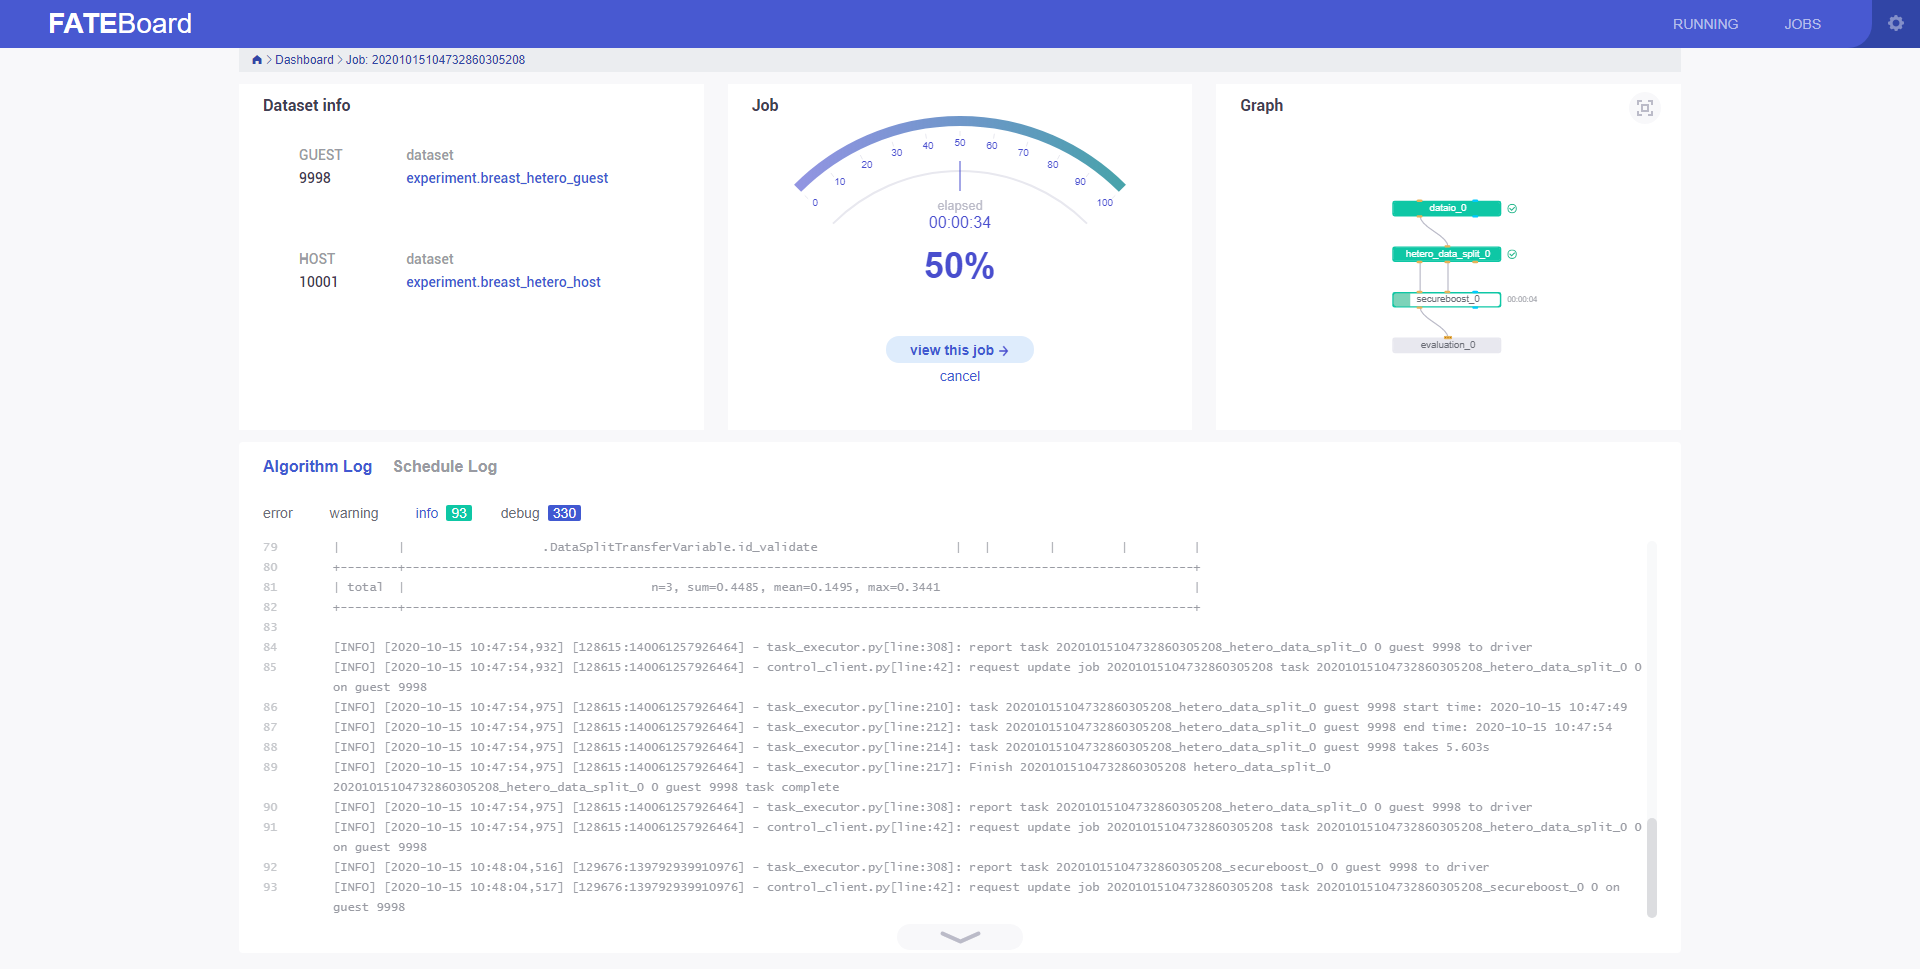 FATEBoard
RUNNING
JOBS
Dashboard
Job: 20201015104732860305208
Dataset info
GUEST
dataset
9998
experiment.breast_hetero_guest
HOST
dataset
10001
experiment.breast_hetero_host
Job
0
10
20
30
40
50
60
70
80
90
100
elapsed
00:00:34
50%
view this job →
cancel
Graph
dataio_0
hetero_data_split_0
secureboost_0
00:00:04
evaluation_0
Algorithm Log
Schedule Log
error
warning
info 93
debug 330
79 | | .DataSplitTransferVariable.id_validate | | | | |
80 +--------+-------------------------------------------------------------------------------------------------------------+
81 | total | n=3, sum=0.4485, mean=0.1495, max=0.3441 |
82 +--------+-------------------------------------------------------------------------------------------------------------+
83
84 [INFO] [2020-10-15 10:47:54,932] [128615:140061257926464] - task_executor.py[line:308]: report task 20201015104732860305208_hetero_data_split_0 0 guest 9998 to driver
85 [INFO] [2020-10-15 10:47:54,932] [128615:140061257926464] - control_client.py[line:42]: request update job 20201015104732860305208 task 20201015104732860305208_hetero_data_split_0 0
on guest 9998
86 [INFO] [2020-10-15 10:47:54,975] [128615:140061257926464] - task_executor.py[line:210]: task 20201015104732860305208_hetero_data_split_0 guest 9998 start time: 2020-10-15 10:47:49
87 [INFO] [2020-10-15 10:47:54,975] [128615:140061257926464] - task_executor.py[line:212]: task 20201015104732860305208_hetero_data_split_0 guest 9998 end time: 2020-10-15 10:47:54
88 [INFO] [2020-10-15 10:47:54,975] [128615:140061257926464] - task_executor.py[line:214]: task 20201015104732860305208_hetero_data_split_0 guest 9998 takes 5.603s
89 [INFO] [2020-10-15 10:47:54,975] [128615:140061257926464] - task_executor.py[line:217]: Finish 20201015104732860305208 hetero_data_split_0
20201015104732860305208_hetero_data_split_0 0 guest 9998 task complete
90 [INFO] [2020-10-15 10:47:54,975] [128615:140061257926464] - task_executor.py[line:308]: report task 20201015104732860305208_hetero_data_split_0 0 guest 9998 to driver
91 [INFO] [2020-10-15 10:47:54,975] [128615:140061257926464] - control_client.py[line:42]: request update job 20201015104732860305208 task 20201015104732860305208_hetero_data_split_0 0
on guest 9998
92 [INFO] [2020-10-15 10:48:04,516] [129676:139792939910976] - task_executor.py[line:308]: report task 20201015104732860305208_secureboost_0 0 guest 9998 to driver
93 [INFO] [2020-10-15 10:48:04,517] [129676:139792939910976] - control_client.py[line:42]: request update job 20201015104732860305208 task 20201015104732860305208_secureboost_0 0 on
guest 9998